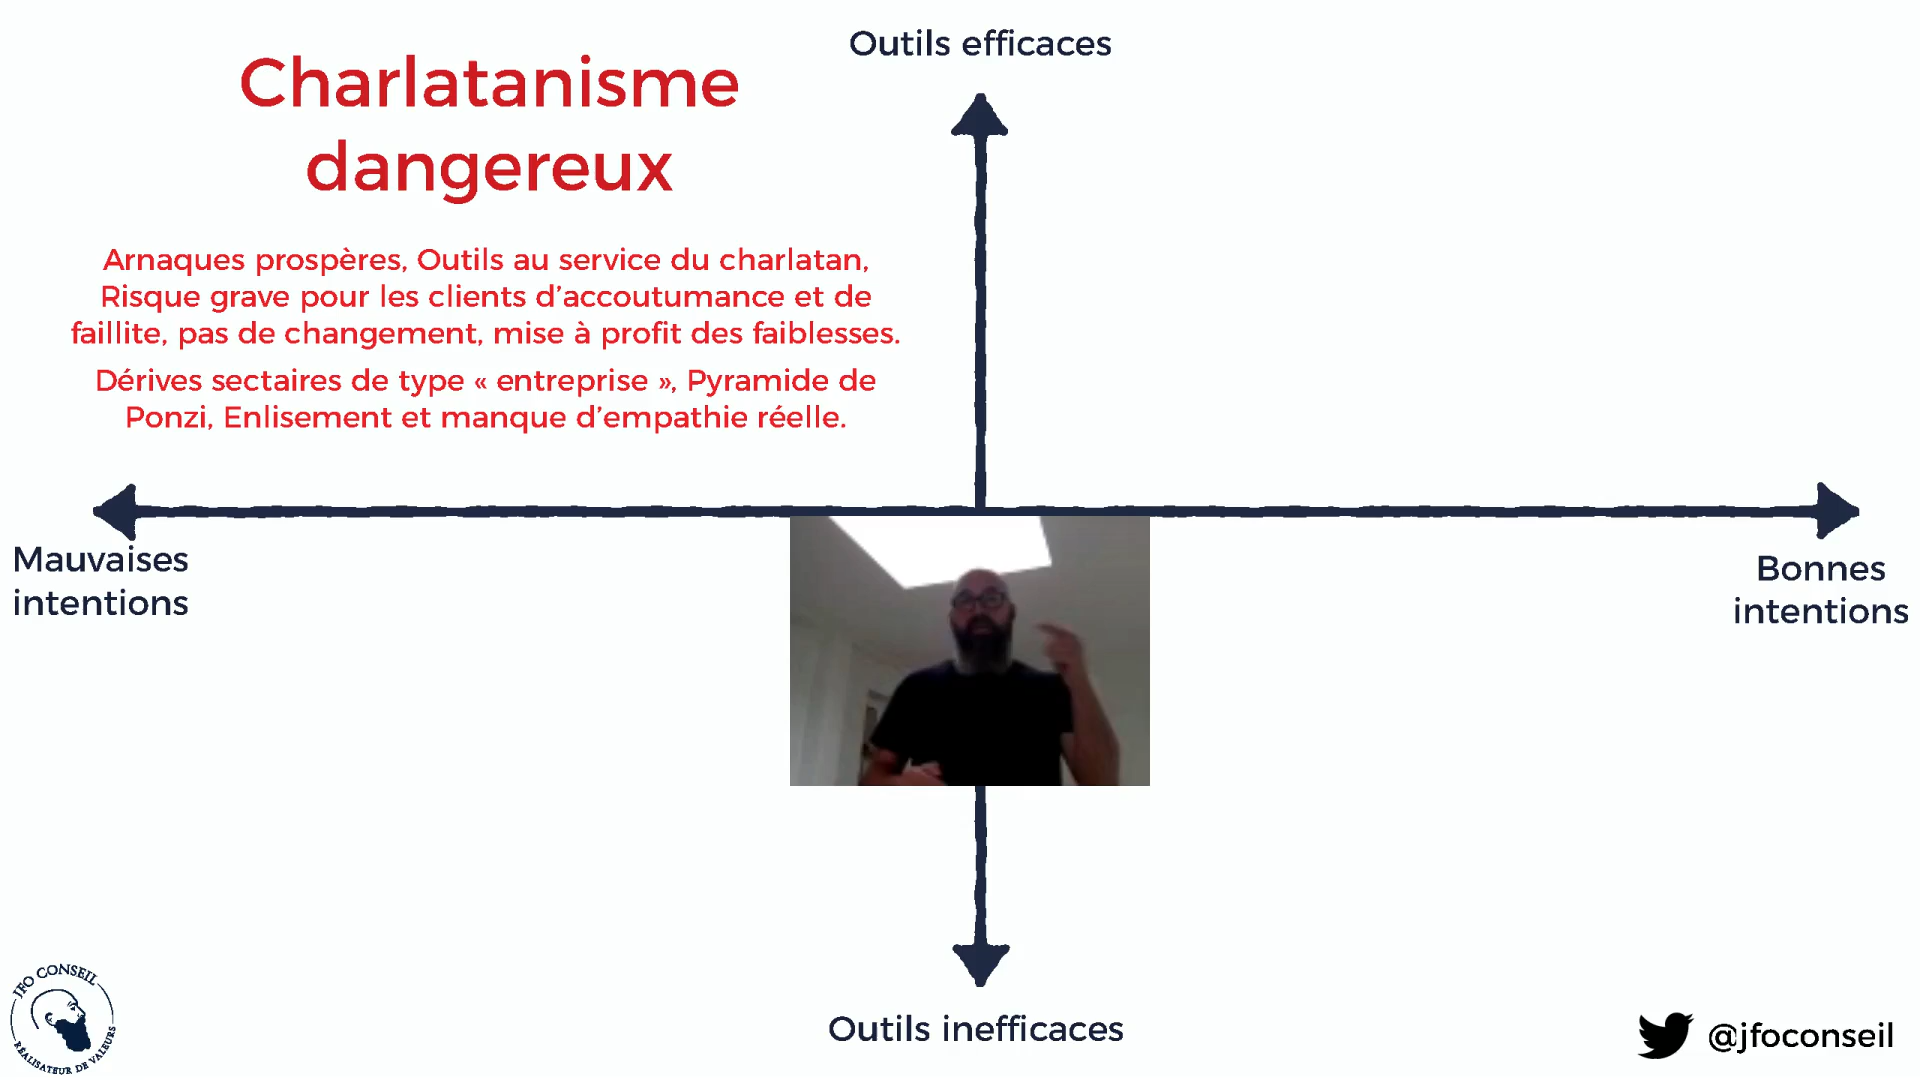 Outils efficaces
Charlatanisme
dangereux
Arnaques prospères, Outils au service du charlatan,
Risque grave pour les clients d’accoutumance et de
faillite, pas de changement, mise à profit des faiblesses.
Dérives sectaires de type « entreprise », Pyramide de
Ponzi, Enlisement et manque d’empathie réelle.
Mauvaises
intentions
Bonnes
intentions
Outils inefficaces
JFO CONSEIL
RÉALISATEUR DE VALEURS
@jfoconseil